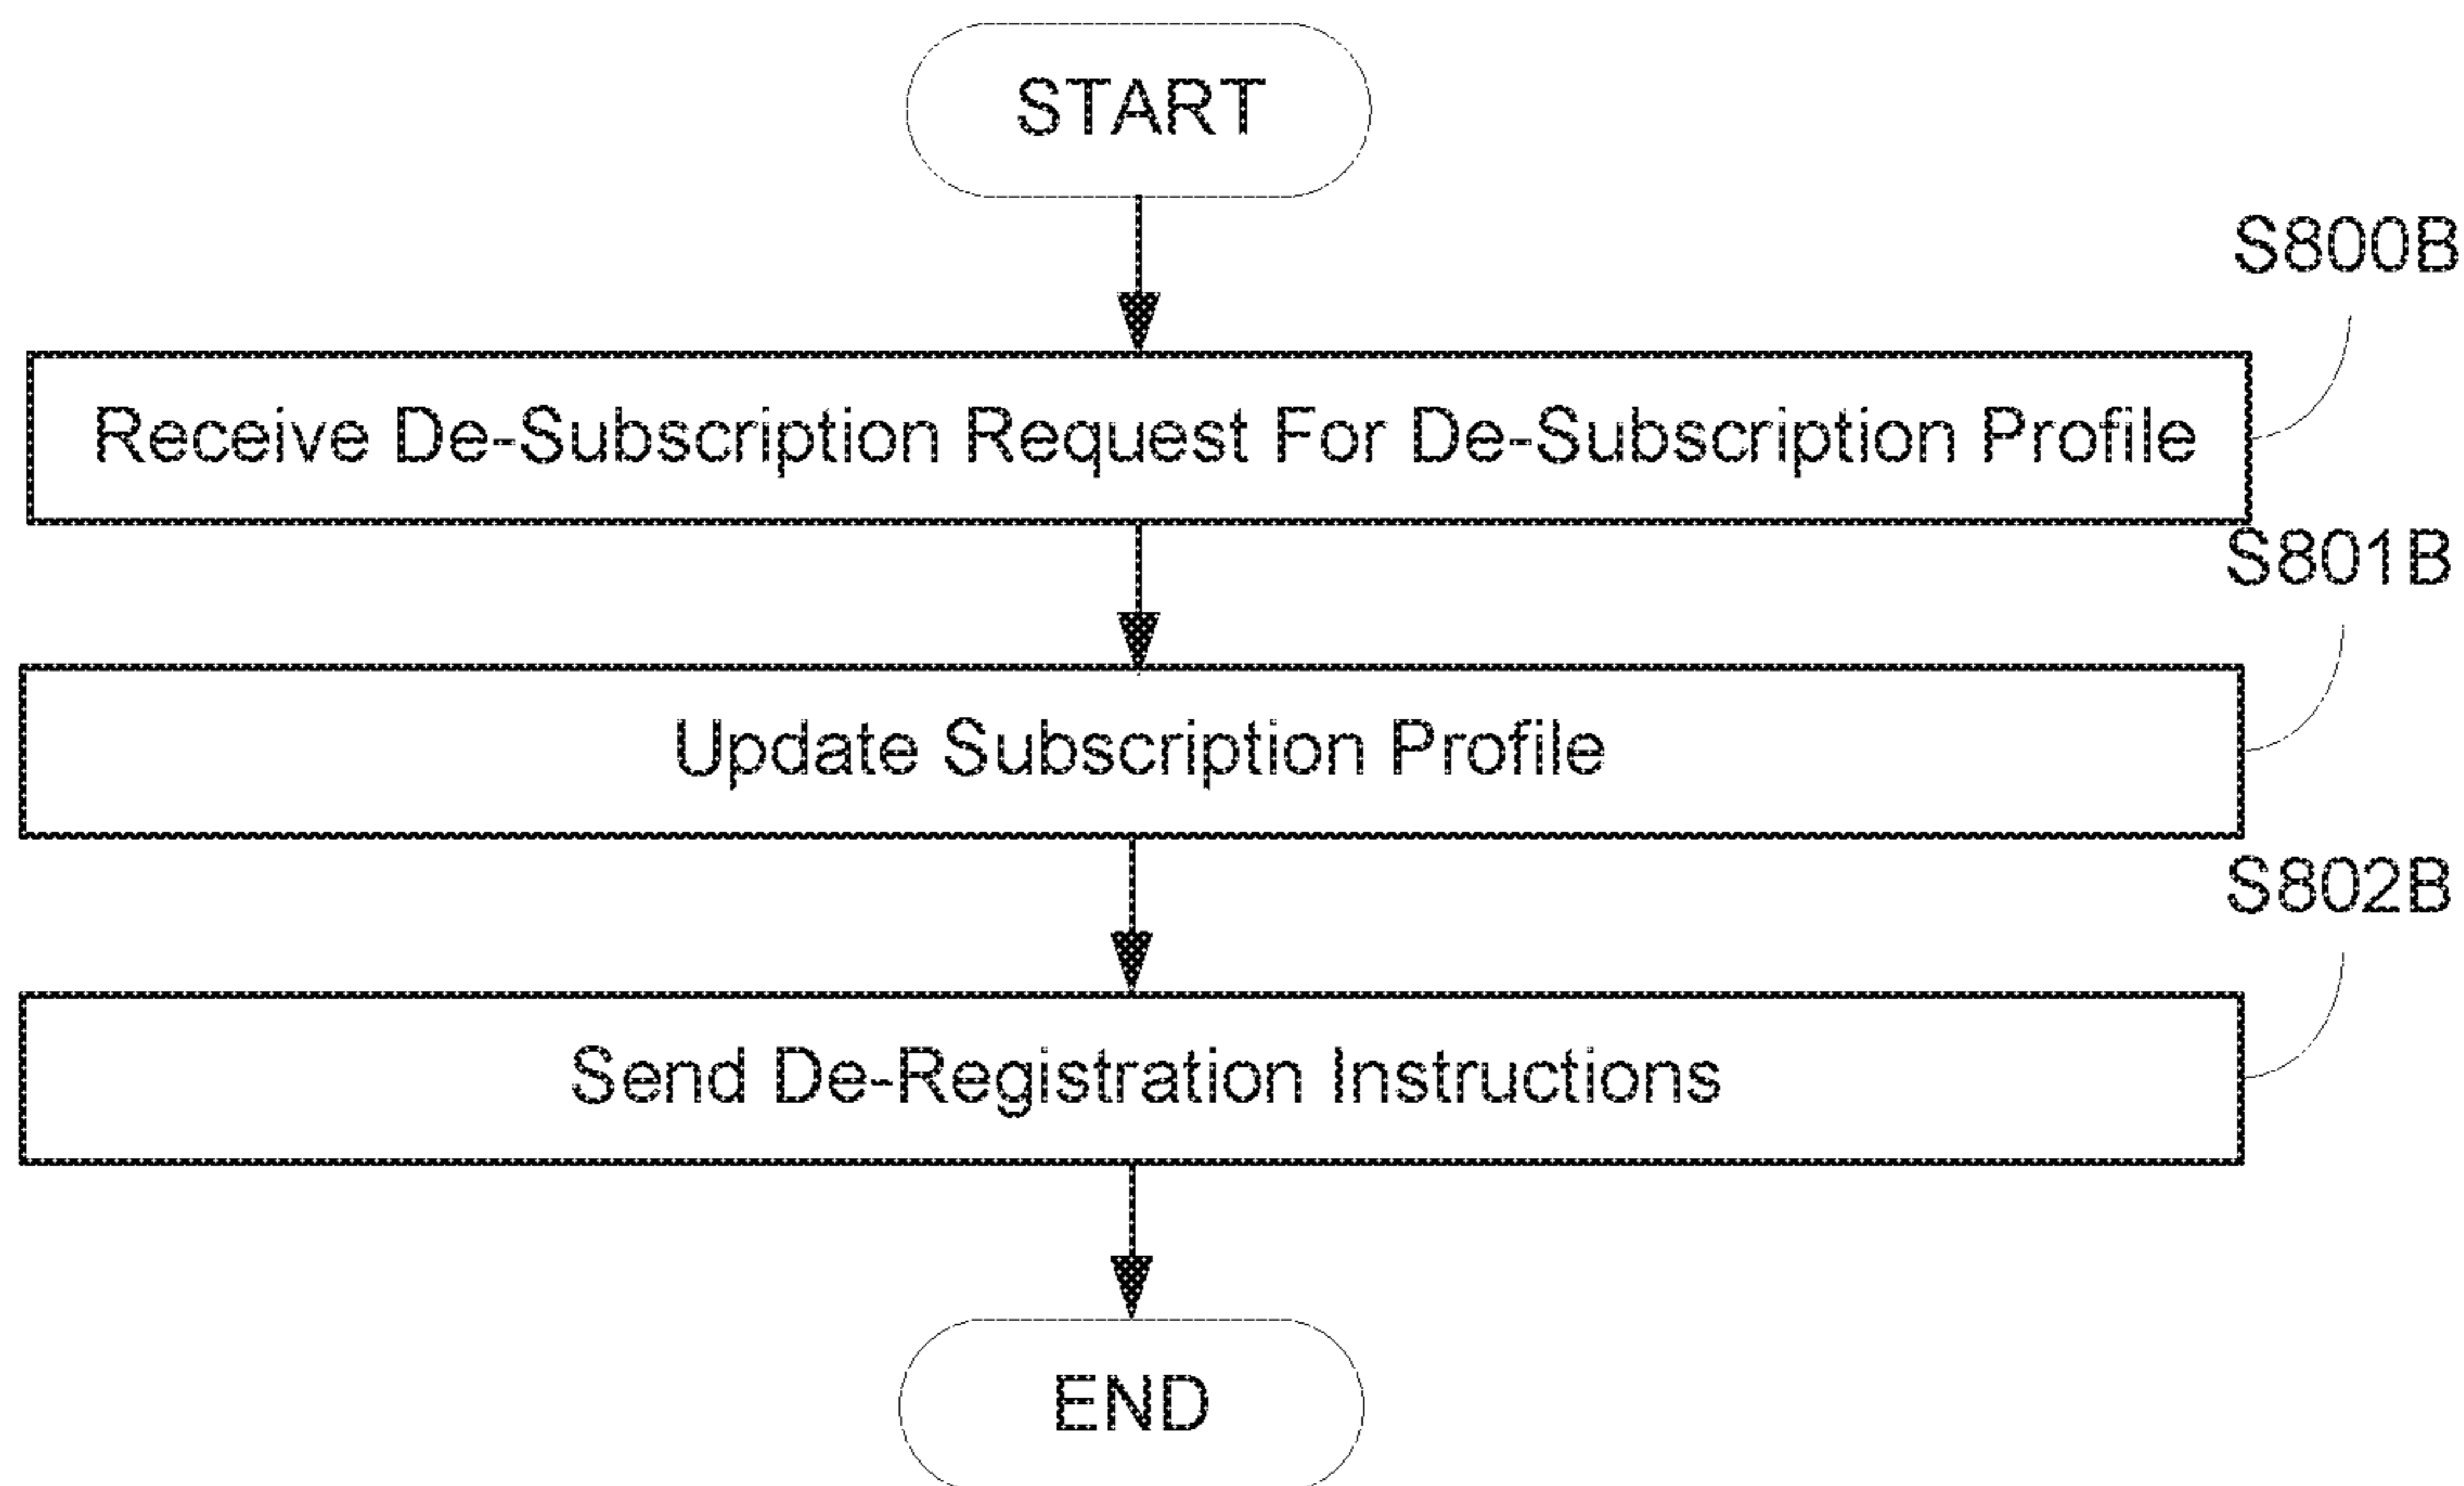 START
S800B
Receive De-Subscription Request For De-Subscription Profile
S801B
Update Subscription Profile
S802B
Send De-Registration Instructions
END